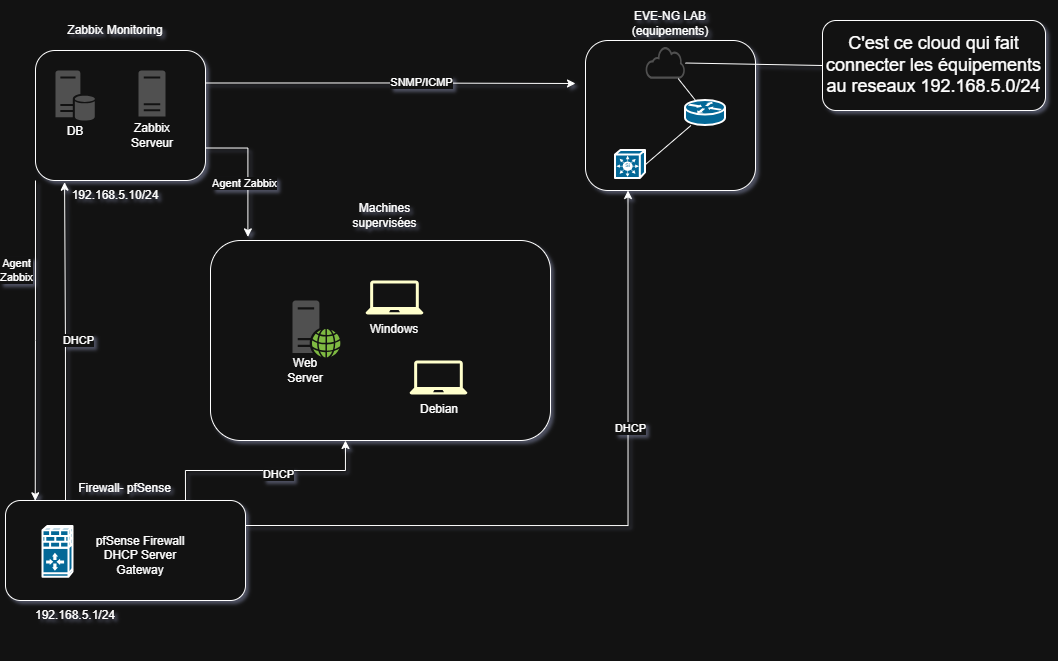 Zabbix Monitoring
EVE-NG LAB
(equipements)
C'est ce cloud qui fait
connecter les équipements
au reseaux 192.168.5.0/24
SNMP/ICMP
DB
Zabbix
Serveur
Agent Zabbix
192.168.5.10/24
Machines
supervisées
Agent
Zabbix
Windows
DHCP
Web
Server
Debian
DHCP
DHCP
Firewall- pfSense
pfSense Firewall
DHCP Server
Gateway
192.168.5.1/24